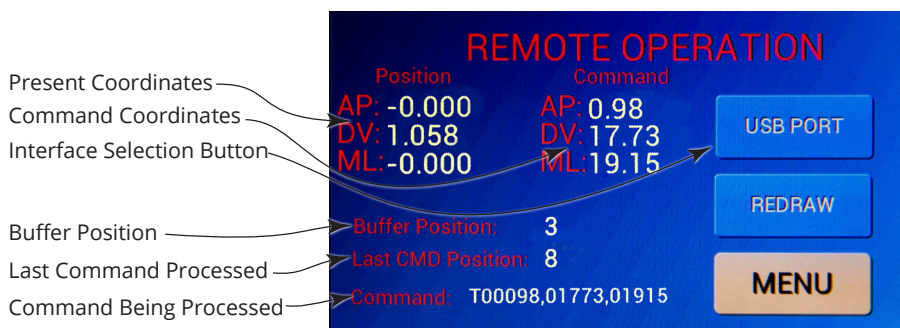 REMOTE OPERATION
Position Command
Present Coordinates
AP: -0.000 AP: 0.98
Command Coordinates
DV: 1.058 DV: 17.73
USB PORT
Interface Selection Button
ML: -0.000 ML: 19.15
REDRAW
Buffer Position
Buffer Position: 3
Last Command Processed
Last CMD Position: 8
MENU
Command Being Processed
Command: T00098,01773,01915